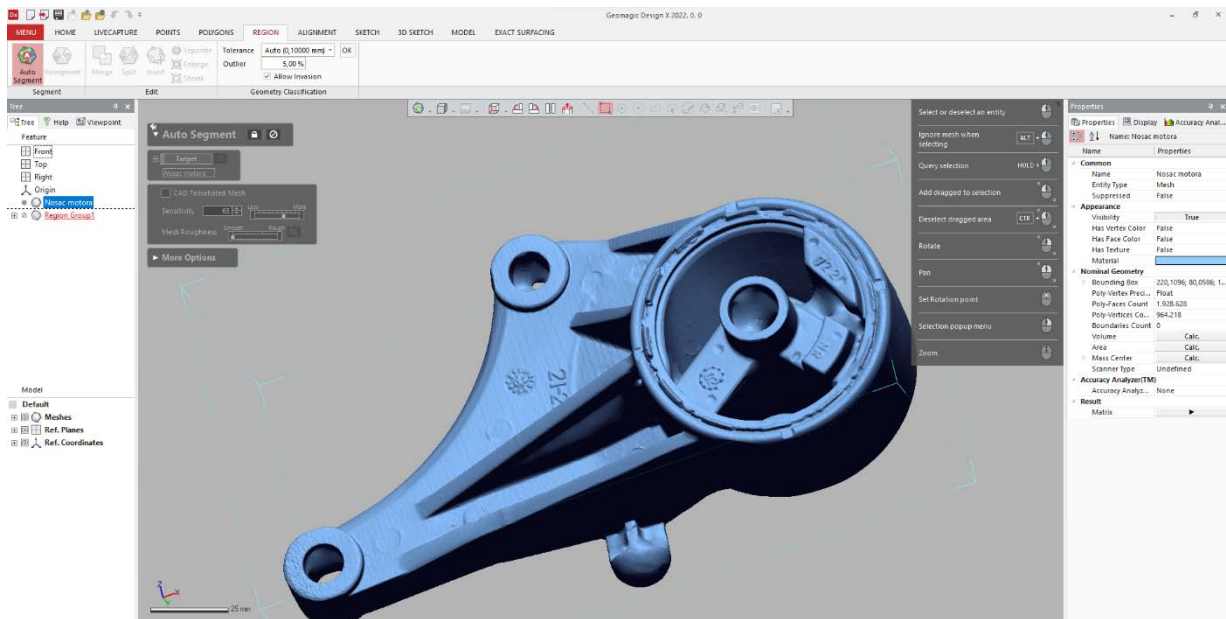 Geomagic Design X 2022, 0. 0
MENU HOME LIVECAPTURE POINTS POLYGONS REGION ALIGNMENT SKETCH 3D SKETCH MODEL EXACT SURFACING
Auto Segment
Resegment
Merge
Split
Insert
Separate
Enlarge
Shrink
Tolerance Auto (0,10000 mm) OK
Outlier 5,00 %
Allow Invasion
Segment Edit Geometry Classification
Tree
Tree Help Viewpoint
Feature
Front
Top
Right
Origin
Nosac motora
Region Group1
Model
Default
Meshes
Ref. Planes
Ref. Coordinates
Auto Segment
Target
Nosac motora
CAD Tessellated Mesh
Sensitivity 65 Less More
Mesh Roughness Smooth Rough
More Options
21-2
NR
Z
X
25 mm
Select or deselect an entity
Ignore mesh when selecting ALT +
Query selection HOLD +
Add dragged to selection
Deselect dragged area CTR +
Rotate
Pan
Set Rotation point
Selection popup menu
Zoom
Properties
Properties Display Accuracy Anal...
Name: Nosac motora
Name Properties
Common
Name Nosac motora
Entity Type Mesh
Suppressed False
Appearance
Visibility True
Has Vertex Color False
Has Face Color False
Has Texture False
Material
Nominal Geometry
Bounding Box 220,1096; 80,0586; 1...
Poly-Vertex Preci... Float
Poly-Faces Count 1.928.628
Poly-Vertices Co... 964.218
Boundaries Count 0
Volume Calc.
Area Calc.
Mass Center Calc.
Scanner Type Undefined
Accuracy Analyzer(TM)
Accuracy Analyz... None
Result
Matrix